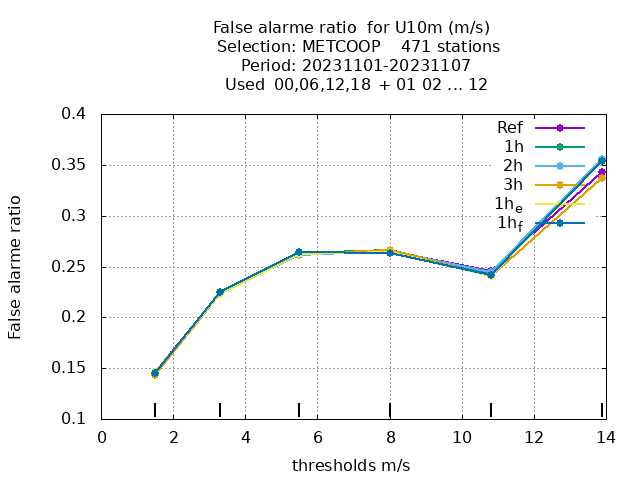 False alarme ratio  for U10m (m/s)
Selection: METCOOP    471 stations
Period: 20231101-20231107
Used  00,06,12,18  + 01 02 ... 12
0.4
0.35
0.3
0.25
0.2
0.15
0.1
False alarme ratio
Ref
1h
2h
3h
1he
1hf
0 2 4 6 8 10 12 14
thresholds m/s